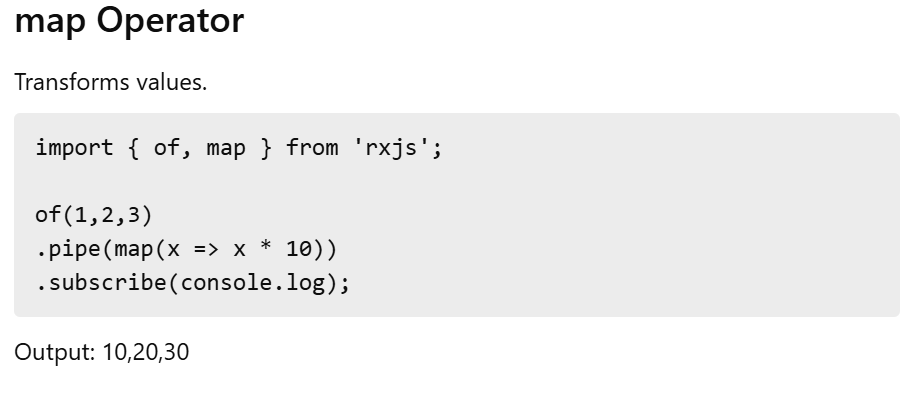 map Operator
Transforms values.
import { of, map } from 'rxjs';
of(1,2,3)
.pipe(map(x => x * 10))
.subscribe(console.log);
Output: 10,20,30